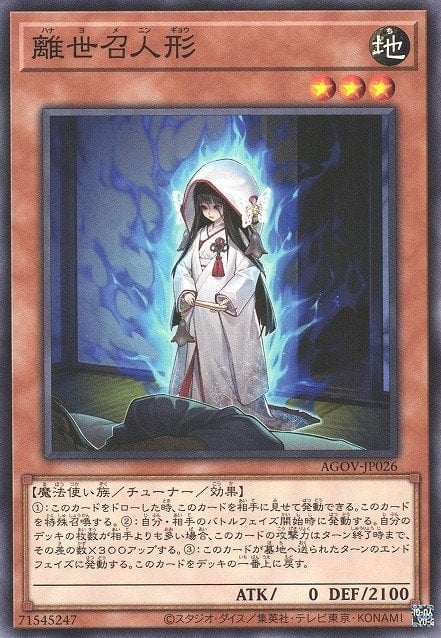 ハナヨメニンギョウ
離世召人形
ち
地
AGOV-JP026
【魔法使い族／チューナー／効果】
①：このカードをドローした時、このカードを相手に見せて発動できる。このカード
を特殊召喚する。②：自分・相手のバトルフェイズ開始時に発動する。自分の
デッキの枚数が相手よりも多い場合、このカードの攻撃力はターン終了時まで、
その差の数×300アップする。③：このカードが墓地へ送られたターンのエンド
フェイズに発動する。このカードをデッキの一番上に戻す。
ATK/ 0 DEF/2100
71545247 ©スタジオ・ダイス／集英社・テレビ東京・KONAMI